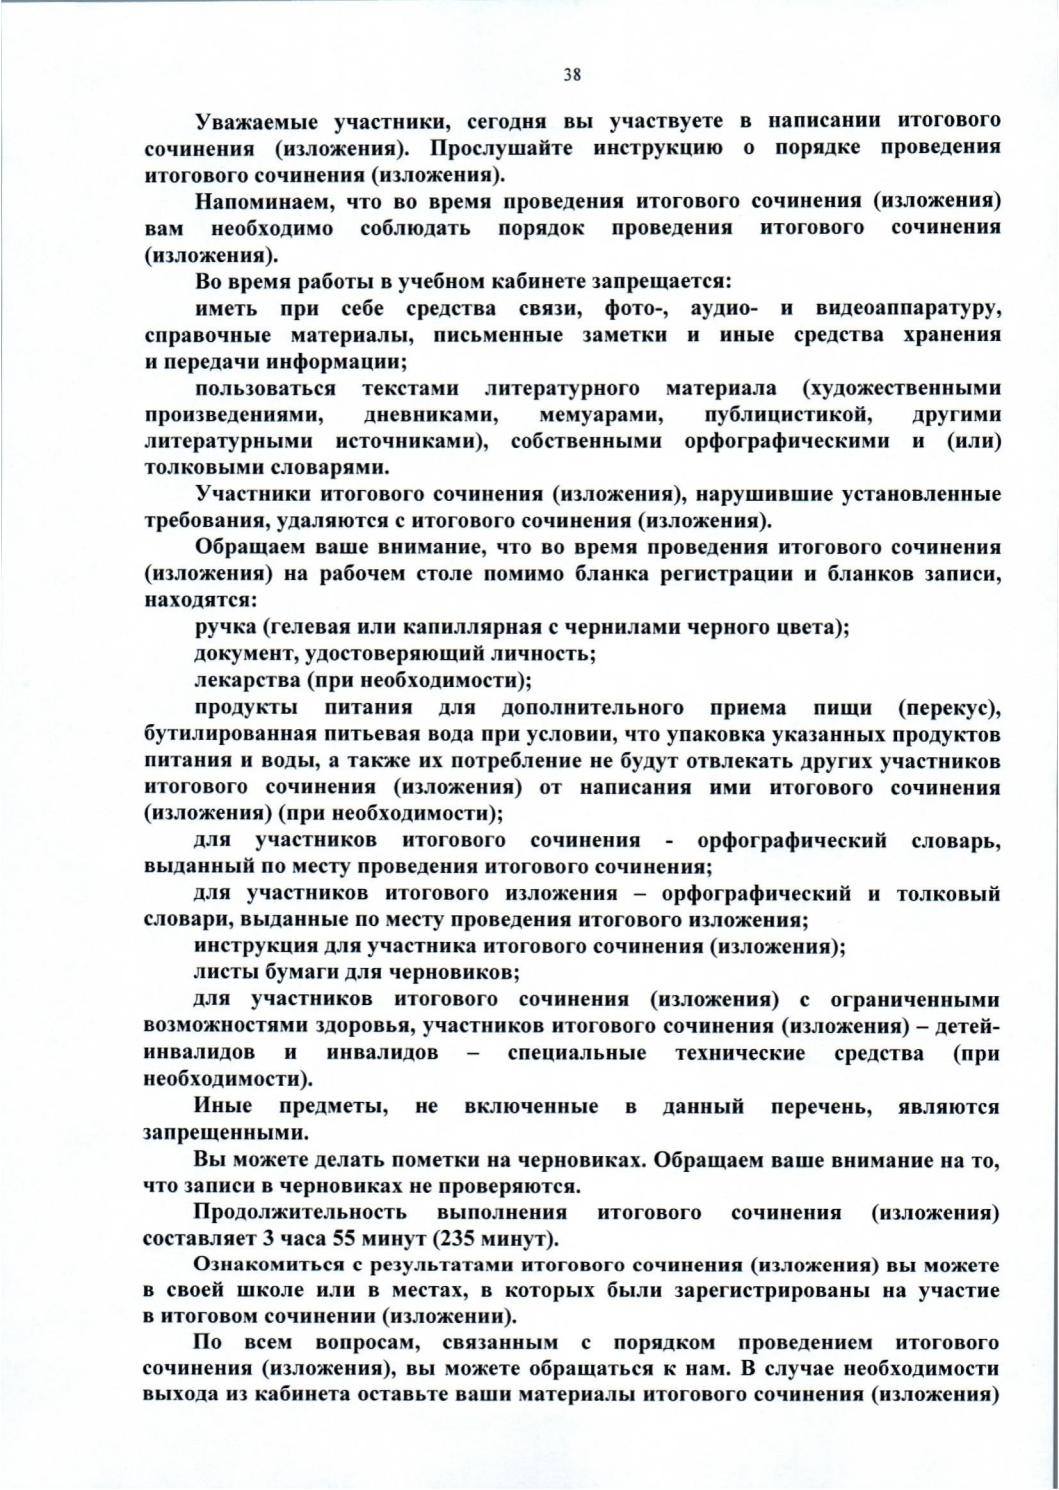 38
Уважаемые участники, сегодня вы участвуете в написании итогового
сочинения (изложения). Прослушайте инструкцию о порядке проведения
итогового сочинения (изложения).
Напоминаем, что во время проведения итогового сочинения (изложения)
вам необходимо соблюдать порядок проведения итогового сочинения
(изложения).
Во время работы в учебном кабинете запрещается:
иметь при себе средства связи, фото-, аудио- и видеоаппаратуру,
справочные материалы, письменные заметки и иные средства хранения
и передачи информации;
пользоваться текстами литературного материала (художественными
произведениями, дневниками, мемуарами, публицистикой, другими
литературными источниками), собственными орфографическими и (или)
толковыми словарями.
Участники итогового сочинения (изложения), нарушившие установленные
требования, удаляются с итогового сочинения (изложения).
Обращаем ваше внимание, что во время проведения итогового сочинения
(изложения) на рабочем столе помимо бланка регистрации и бланков записи,
находятся:
ручка (гелевая или капиллярная с чернилами черного цвета);
документ, удостоверяющий личность;
лекарства (при необходимости);
продукты питания для дополнительного приема пищи (перекус),
бутилированная питьевая вода при условии, что упаковка указанных продуктов
питания и воды, а также их потребление не будут отвлекать других участников
итогового сочинения (изложения) от написания ими итогового сочинения
(изложения) (при необходимости);
для участников итогового сочинения - орфографический словарь,
выданный по месту проведения итогового сочинения;
для участников итогового изложения – орфографический и толковый
словари, выданные по месту проведения итогового изложения;
инструкция для участника итогового сочинения (изложения);
листы бумаги для черновиков;
для участников итогового сочинения (изложения) с ограниченными
возможностями здоровья, участников итогового сочинения (изложения) – детей-
инвалидов и инвалидов – специальные технические средства (при
необходимости).
Иные предметы, не включенные в данный перечень, являются
запрещенными.
Вы можете делать пометки на черновиках. Обращаем ваше внимание на то,
что записи в черновиках не проверяются.
Продолжительность выполнения итогового сочинения (изложения)
составляет 3 часа 55 минут (235 минут).
Ознакомиться с результатами итогового сочинения (изложения) вы можете
в своей школе или в местах, в которых были зарегистрированы на участие
в итоговом сочинении (изложении).
По всем вопросам, связанным с порядком проведением итогового
сочинения (изложения), вы можете обращаться к нам. В случае необходимости
выхода из кабинета оставьте ваши материалы итогового сочинения (изложения)